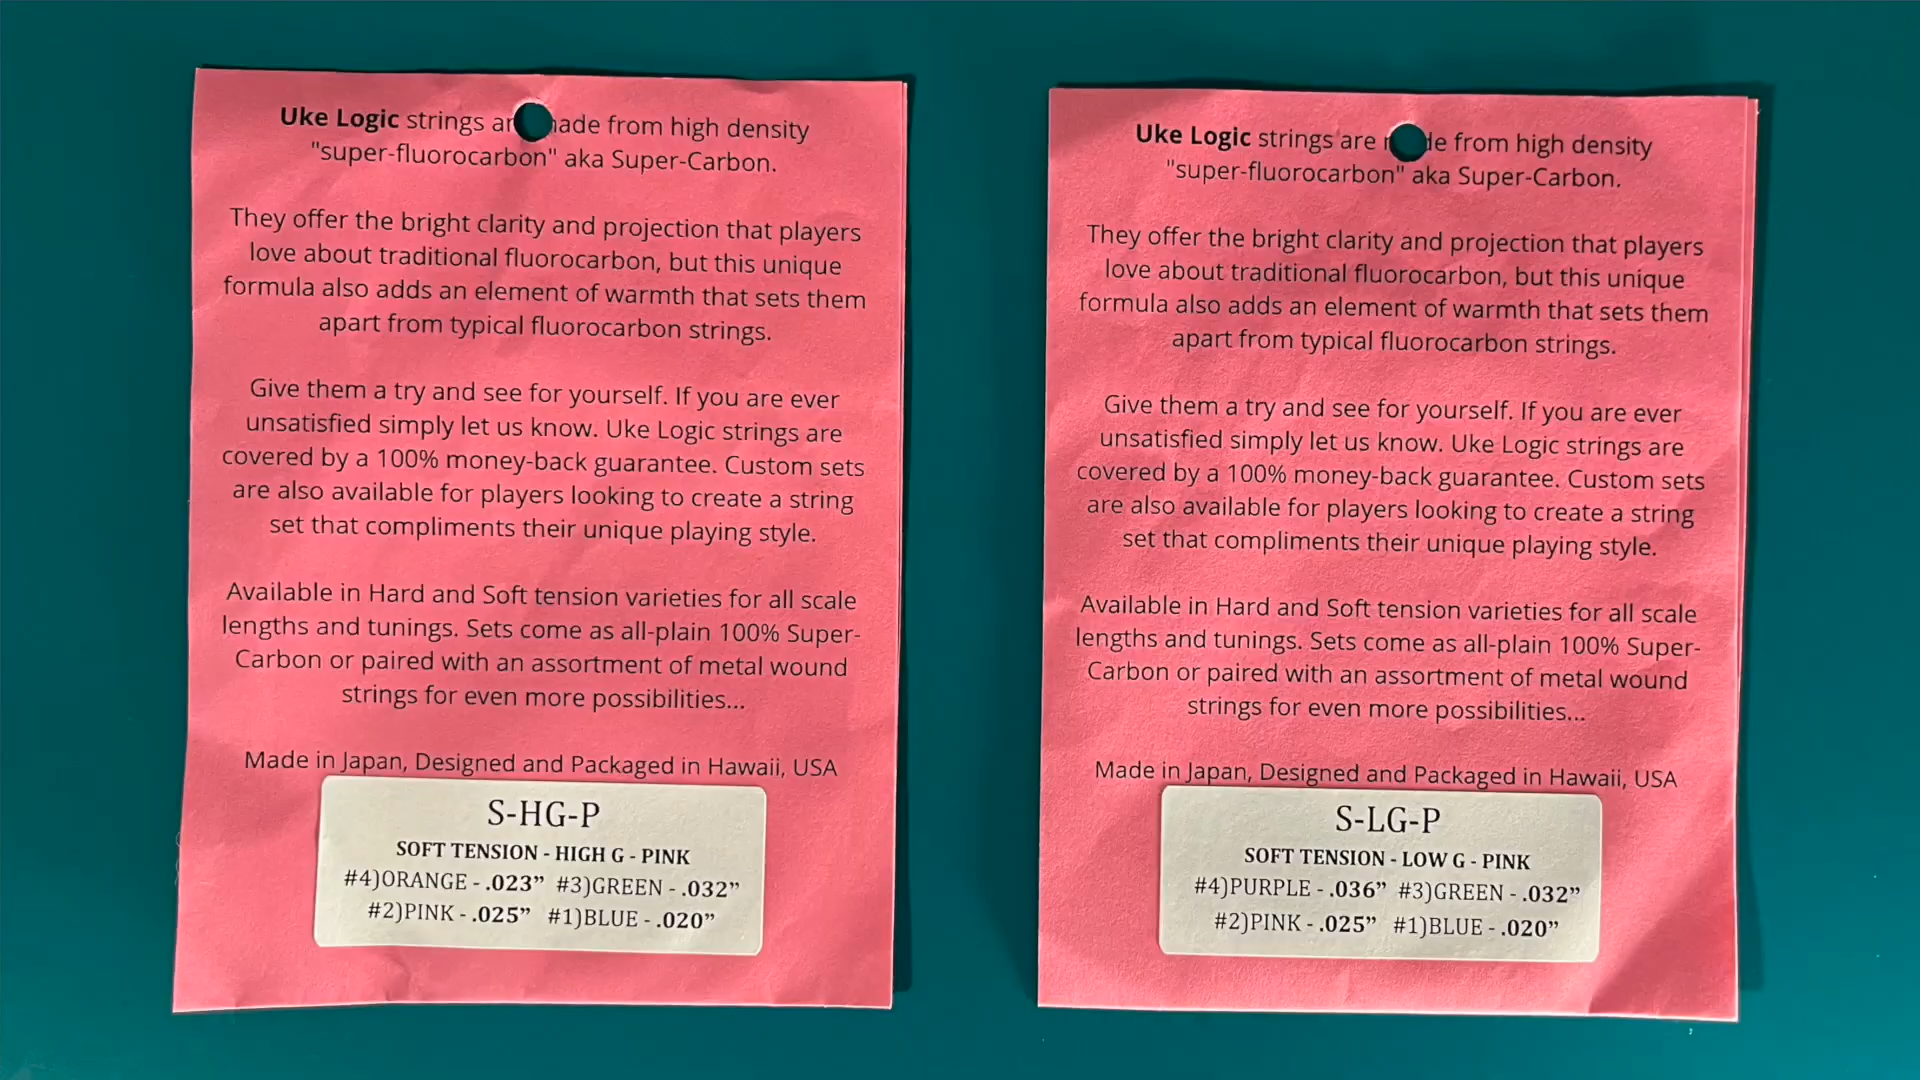 Uke Logic strings are made from high density
"super-fluorocarbon" aka Super-Carbon.
They offer the bright clarity and projection that players
love about traditional fluorocarbon, but this unique
formula also adds an element of warmth that sets them
apart from typical fluorocarbon strings.
Give them a try and see for yourself. If you are ever
unsatisfied simply let us know. Uke Logic strings are
covered by a 100% money-back guarantee. Custom sets
are also available for players looking to create a string
set that compliments their unique playing style.
Available in Hard and Soft tension varieties for all scale
lengths and tunings. Sets come as all-plain 100% Super-
Carbon or paired with an assortment of metal wound
strings for even more possibilities...
Made in Japan, Designed and Packaged in Hawaii, USA
S-HG-P
SOFT TENSION - HIGH G - PINK
#4)ORANGE - .023” #3)GREEN - .032”
#2)PINK - .025” #1)BLUE - .020”
Uke Logic strings are made from high density
"super-fluorocarbon" aka Super-Carbon.
They offer the bright clarity and projection that players
love about traditional fluorocarbon, but this unique
formula also adds an element of warmth that sets them
apart from typical fluorocarbon strings.
Give them a try and see for yourself. If you are ever
unsatisfied simply let us know. Uke Logic strings are
covered by a 100% money-back guarantee. Custom sets
are also available for players looking to create a string
set that compliments their unique playing style.
Available in Hard and Soft tension varieties for all scale
lengths and tunings. Sets come as all-plain 100% Super-
Carbon or paired with an assortment of metal wound
strings for even more possibilities...
Made in Japan, Designed and Packaged in Hawaii, USA
S-LG-P
SOFT TENSION - LOW G - PINK
#4)PURPLE - .036” #3)GREEN - .032”
#2)PINK - .025” #1)BLUE - .020”